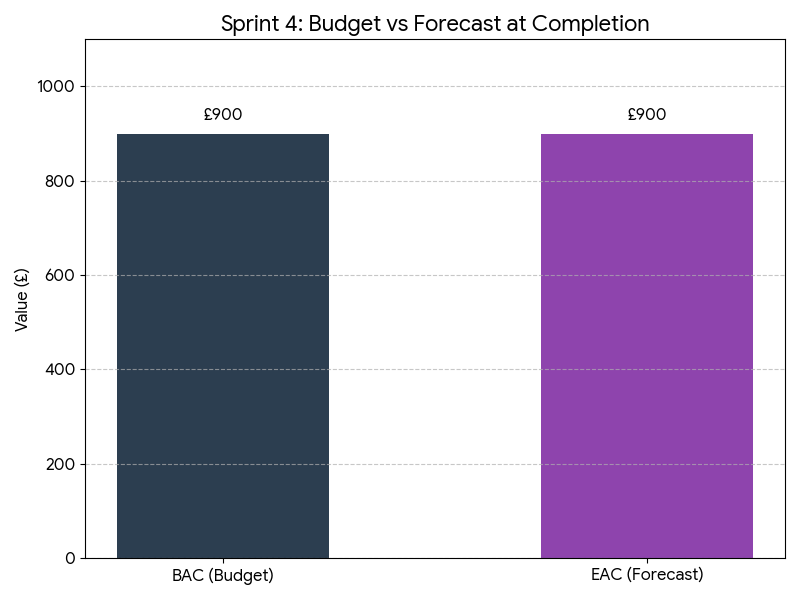 Sprint 4: Budget vs Forecast at Completion
Value (£)
1000
800
600
400
200
0
£900
£900
BAC (Budget)
EAC (Forecast)